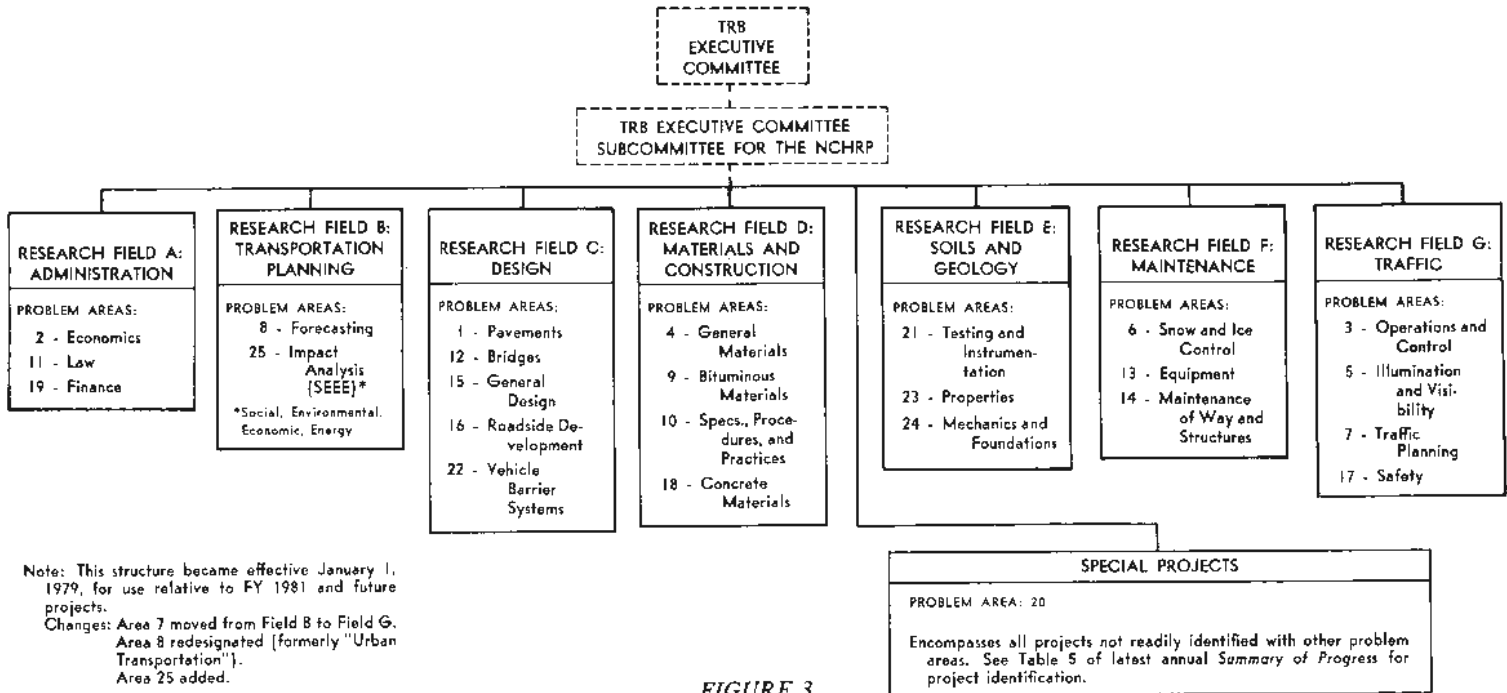 TRB
EXECUTIVE
COMMITTEE
TRB EXECUTIVE COMMITTEE
SUBCOMMITTEE FOR THE NCHRP
RESEARCH FIELD A:
ADMINISTRATION
PROBLEM AREAS:
2 - Economics
11 - Law
19 - Finance
RESEARCH FIELD B:
TRANSPORTATION
PLANNING
PROBLEM AREAS:
8 - Forecasting
25 - Impact
Analysis
(SEEE)*
*Social, Environmental,
Economic, Energy
RESEARCH FIELD C:
DESIGN
PROBLEM AREAS:
1 - Pavements
12 - Bridges
15 - General
Design
16 - Roadside De-
velopment
22 - Vehicle
Barrier
Systems
RESEARCH FIELD D:
MATERIALS AND
CONSTRUCTION
PROBLEM AREAS:
4 - General
Materials
9 - Bituminous
Materials
10 - Specs., Proce-
dures, and
Practices
18 - Concrete
Materials
RESEARCH FIELD E:
SOILS AND
GEOLOGY
PROBLEM AREAS:
21 - Testing and
Instrumen-
tation
23 - Properties
24 - Mechanics and
Foundations
RESEARCH FIELD F:
MAINTENANCE
PROBLEM AREAS:
6 - Snow and Ice
Control
13 - Equipment
14 - Maintenance
of Way and
Structures
RESEARCH FIELD G:
TRAFFIC
PROBLEM AREAS:
3 - Operations and
Control
5 - Illumination
and Visi-
bility
7 - Traffic
Planning
17 - Safety
SPECIAL PROJECTS
PROBLEM AREA: 20
Encompasses all projects not readily identified with other problem
areas. See Table 5 of latest annual Summary of Progress for
project identification.
Note: This structure became effective January 1,
1979, for use relative to FY 1981 and future
projects.
Changes: Area 7 moved from Field B to Field G.
Area 8 redesignated (formerly "Urban
Transportation").
Area 25 added.
FIGURE 3